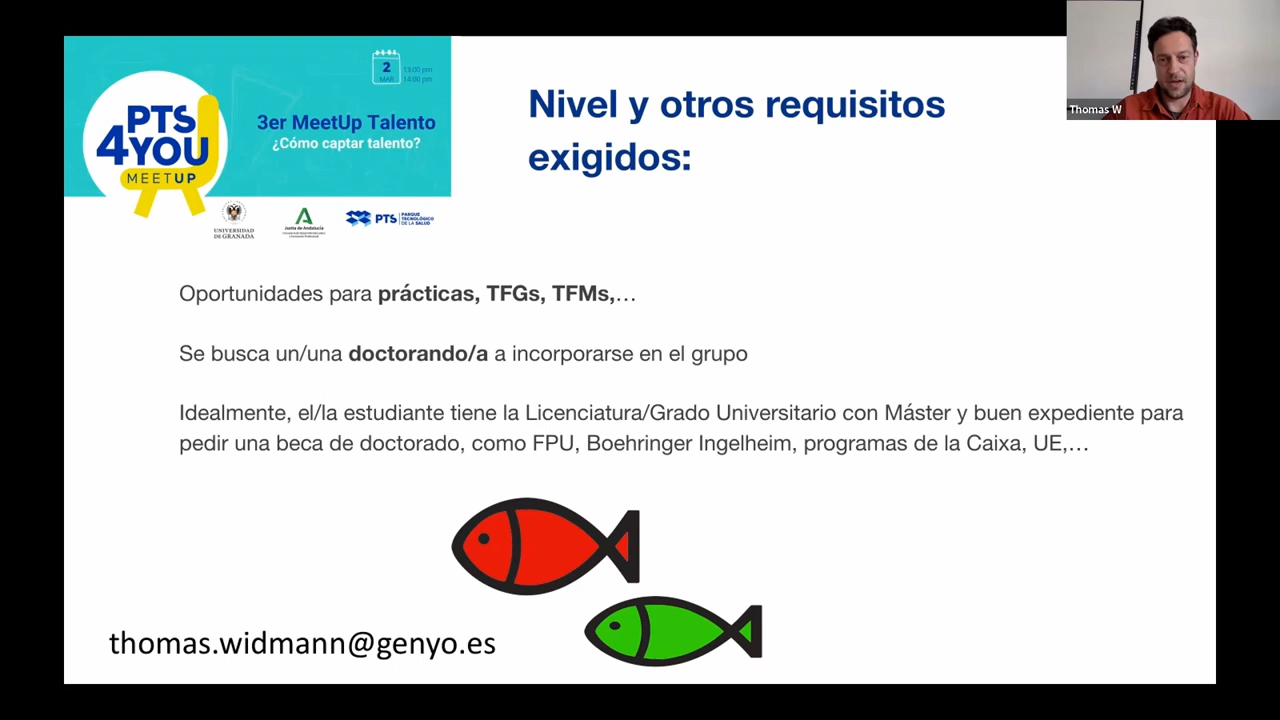 2
MAR
13:00 pm
14:00 pm
PTS
4YOU
MEETUP
3er MeetUp Talento
¿Cómo captar talento?
UNIVERSIDAD
DE GRANADA
Junta de Andalucía
PTS
PARQUE
TECNOLÓGICO
DE LA SALUD
Nivel y otros requisitos
exigidos:
Thomas W
Oportunidades para prácticas, TFGs, TFMs,…
Se busca un/una doctorando/a a incorporarse en el grupo
Idealmente, el/la estudiante tiene la Licenciatura/Grado Universitario con Máster y buen expediente para
pedir una beca de doctorado, como FPU, Boehringer Ingelheim, programas de la Caixa, UE,…
thomas.widmann@genyo.es